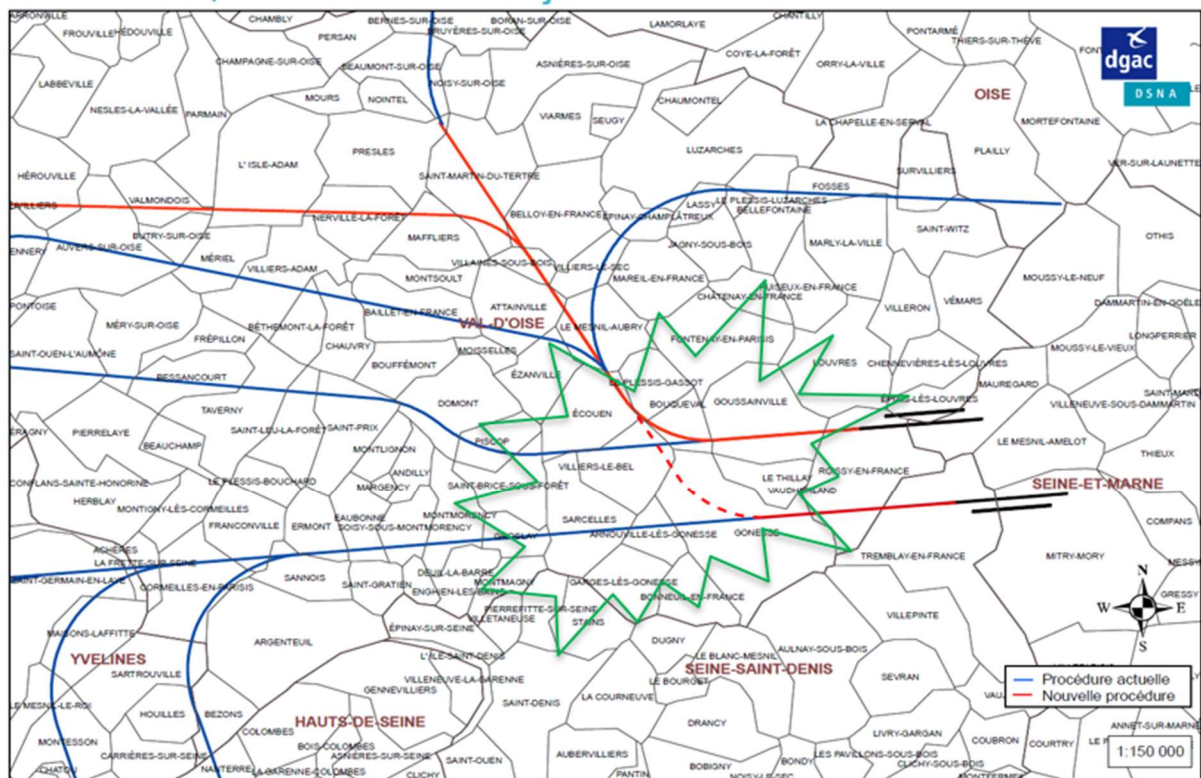 CHAMBLY
BERNES-SUR-OISE
BORAN-SUR-OISE
LAMORLAYE
CHANTILLY
PONTARMÉ
FROUVILLE
HÉDOUVILLE
PERSAN
BRUYÈRES-SUR-OISE
COYE-LA-FORÊT
THIERS-SUR-THÈVE
dgac
DSNA
LABBEVILLE
CHAMPAGNE-SUR-OISE
BEAUMONT-SUR-OISE
ASNIÈRES-SUR-OISE
ORRY-LA-VILLE
NOISY-SUR-OISE
OISE
NESLES-LA-VALLÉE
PARMAIN
MOURS
NOINTEL
VIARMES
SEUGY
CHAUMONTEL
LA CHAPELLE-EN-SERVAL
MORTEFONTAINE
L' ISLE-ADAM
PRESLES
LUZARCHES
PLAILLY
HÉROUVILLE
SAINT-MARTIN-DU-TERTRE
SURVILLIERS
VER-SUR-LAUNETTE
VALMONDOIS
FOSSES
NERVILLE-LA-FORÊT
BELLOY-EN-FRANCE
LASSY
LE PLESSIS-LUZARCHES
ÉPINAY-CHAMPLÂTREUX
BELLEFONTAINE
BUTRY-SUR-OISE
MAFFLIERS
SAINT-WITZ
OTHIS
AUVERS-SUR-OISE
MÉRIEL
JAGNY-SOUS-BOIS
MARLY-LA-VILLE
VILLIERS-ADAM
VILLAINES-SOUS-BOIS
VILLIERS-LE-SEC
MONTSOULT
MAREIL-EN-FRANCE
MOUSSY-LE-NEUF
PONTOISE
PUISEUX-EN-FRANCE
CHÂTENAY-EN-FRANCE
VÉMARS
DAMMARTIN-EN-GOËLE
BAILLET-EN-FRANCE
ATTAINVILLE
VILLERON
MÉRY-SUR-OISE
BÉTHEMONT-LA-FORÊT
VAL-D'OISE
LE MESNIL-AUBRY
FRÉPILLON
CHAUVRY
FONTENAY-EN-PARISIS
LONGPERRIER
SAINT-OUEN-L'AUMÔNE
MOISSELLES
MOUSSY-LE-VIEUX
BOUFFÉMONT
LOUVRES
CHENNEVIÈRES-LÈS-LOUVRES
BESSANCOURT
ÉZANVILLE
LE PLESSIS-GASSOT
MAUREGARD
DOMONT
BOUQUEVAL
GOUSSAINVILLE
ÉPIAIS-LÈS-LOUVRES
VILLENEUVE-SOUS-DAMMARTIN
TAVERNY
ÉCOUEN
SAINT-LEU-LA-FORÊT
SAINT-PRIX
PIERRELAYE
BEAUCHAMP
PISCOP
LE MESNIL-AMELOT
MONTLIGNON
THIEUX
ANDILLY
VILLIERS-LE-BEL
ROISSY-EN-FRANCE
LE THILLAY
CONFLANS-SAINTE-HONORINE
LE PLESSIS-BOUCHARD
MARGENCY
SAINT-BRICE-SOUS-FORÊT
VAUDHERLAND
SEINE-ET-MARNE
HERBLAY
MONTIGNY-LÈS-CORMEILLES
EAUBONNE
MONTMORENCY
SARCELLES
FRANCONVILLE
ERMONT
SOISY-SOUS-MONTMORENCY
COMPANS
GROSLAY
ARNOUVILLE-LÈS-GONESSE
GONESSE
ACHÈRES
LA FRETTE-SUR-SEINE
TREMBLAY-EN-FRANCE
MITRY-MORY
SAINT-GERMAIN-EN-LAYE
SANNOIS
DEUIL-LA-BARRE
CORMEILLES-EN-PARISIS
SAINT-GRATIEN
MONTMAGNY
GARGES-LÈS-GONESSE
N
ENGHIEN-LES-BAINS
BONNEUIL-EN-FRANCE
GRESSY
W
E
PIERREFITTE-SUR-SEINE
VILLETANEUSE
STAINS
VILLEPINTE
MAISONS-LAFFITTE
ÉPINAY-SUR-SEINE
S
ARGENTEUIL
DUGNY
YVELINES
L'ILE-SAINT-DENIS
LE BLANC-MESNIL
AULNAY-SOUS-BOIS
SARTROUVILLE
SEINE-SAINT-DENIS
VILLENEUVE-LA-GARENNE
LE BOURGET
SEVRAN
Procédure actuelle
GENNEVILLIERS
LA COURNEUVE
Nouvelle procédure
LE MESNIL-LE-ROI
SAINT-DENIS
HOUILLES
BEZONS
HAUTS-DE-SEINE
DRANCY
COLOMBES
LIVRY-GARGAN
MONTESSON
BOIS-COLOMBES
COUBRON
COURTRY
CARRIÈRES-SUR-SEINE
ASNIÈRES-SUR-SEINE
SAINT-OUEN
AUBERVILLIERS
BONDY
LES PAVILLONS-SOUS-BOIS
1:150 000
CHATOU
NANTERRE
LA GARENNE-COLOMBES
CLICHY
PANTIN
BOBIGNY
CLICHY-SOUS-BOIS